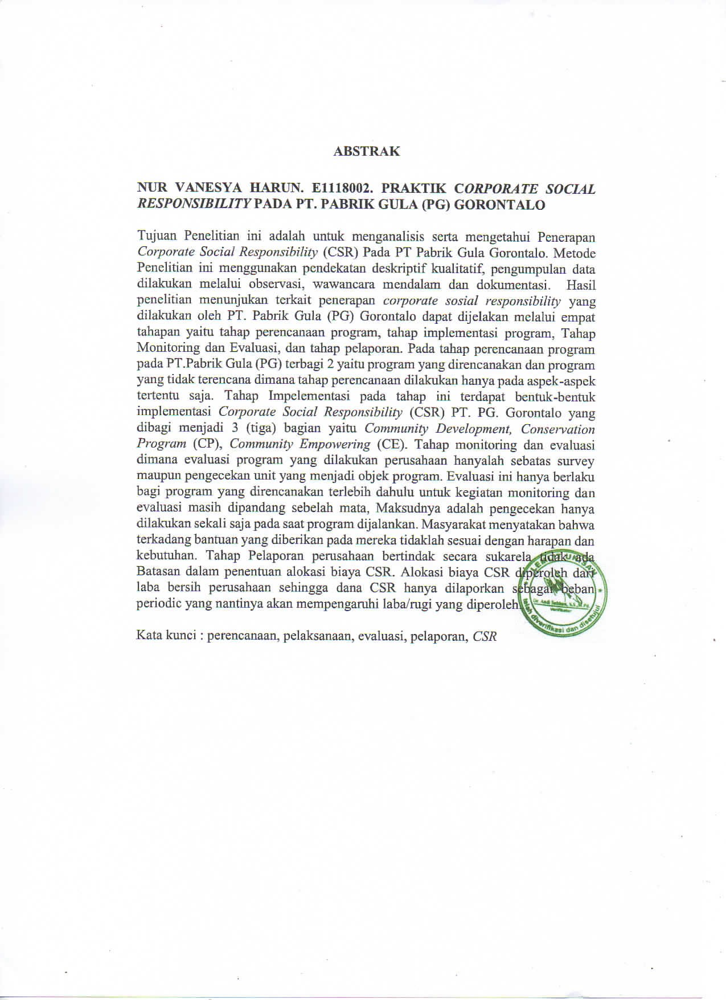 ABSTRAK
NUR VANESYA HARUN. E1118002. PRAKTIK CORPORATE SOCIAL
RESPONSIBILITY PADA PT. PABRIK GULA (PG) GORONTALO
Tujuan Penelitian ini adalah untuk menganalisis serta mengetahui Penerapan
Corporate Social Responsibility (CSR) Pada PT Pabrik Gula Gorontalo. Metode
Penelitian ini menggunakan pendekatan deskriptif kualitatif, pengumpulan data
dilakukan melalui observasi, wawancara mendalam dan dokumentasi. Hasil
penelitian menunjukan terkait penerapan corporate sosial responsibility yang
dilakukan oleh PT. Pabrik Gula (PG) Gorontalo dapat dijelakan melalui empat
tahapan yaitu tahap perencanaan program, tahap implementasi program, Tahap
Monitoring dan Evaluasi, dan tahap pelaporan. Pada tahap perencanaan program
pada PT.Pabrik Gula (PG) terbagi 2 yaitu program yang direncanakan dan program
yang tidak terencana dimana tahap perencanaan dilakukan hanya pada aspek-aspek
tertentu saja. Tahap Impelementasi pada tahap ini terdapat bentuk-bentuk
implementasi Corporate Social Responsibility (CSR) PT. PG. Gorontalo yang
dibagi menjadi 3 (tiga) bagian yaitu Community Development, Conservation
Program (CP), Community Empowering (CE). Tahap monitoring dan evaluasi
dimana evaluasi program yang dilakukan perusahaan hanyalah sebatas survey
maupun pengecekan unit yang menjadi objek program. Evaluasi ini hanya berlaku
bagi program yang direncanakan terlebih dahulu untuk kegiatan monitoring dan
evaluasi masih dipandang sebelah mata, Maksudnya adalah pengecekan hanya
dilakukan sekali saja pada saat program dijalankan. Masyarakat menyatakan bahwa
terkadang bantuan yang diberikan pada mereka tidaklah sesuai dengan harapan dan
kebutuhan. Tahap Pelaporan perusahaan bertindak secara sukarela tidak ada
Batasan dalam penentuan alokasi biaya CSR. Alokasi biaya CSR diperoleh dari
laba bersih perusahaan sehingga dana CSR hanya dilaporkan sebagai beban
periodic yang nantinya akan mempengaruhi laba/rugi yang diperoleh.
Verifikator
telah diverifikasi dan disetujui
Kata kunci : perencanaan, pelaksanaan, evaluasi, pelaporan, CSR